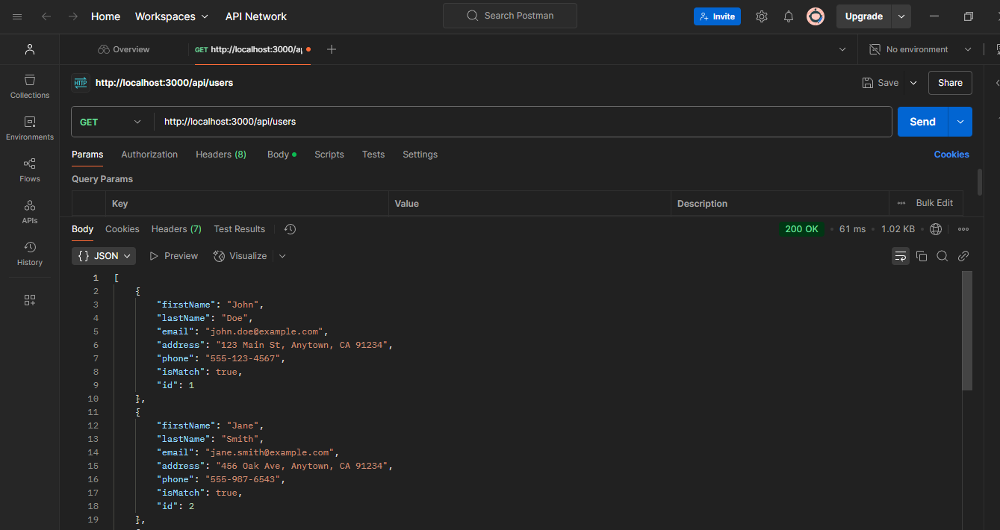 Home Workspaces API Network Search Postman Invite Upgrade
Overview GET http://localhost:3000/ap No environment
HTTP http://localhost:3000/api/users Save Share
Collections
GET http://localhost:3000/api/users Send
Environments
Params Authorization Headers (8) Body Scripts Tests Settings Cookies
Flows
Query Params
Key Value Description Bulk Edit
APIs
Body Cookies Headers (7) Test Results 200 OK 61 ms 1.02 KB
History
{} JSON Preview Visualize
1 [
2 {
3 "firstName": "John",
4 "lastName": "Doe",
5 "email": "john.doe@example.com",
6 "address": "123 Main St, Anytown, CA 91234",
7 "phone": "555-123-4567",
8 "isMatch": true,
9 "id": 1
10 },
11 {
12 "firstName": "Jane",
13 "lastName": "Smith",
14 "email": "jane.smith@example.com",
15 "address": "456 Oak Ave, Anytown, CA 91234",
16 "phone": "555-987-6543",
17 "isMatch": true,
18 "id": 2
19 },